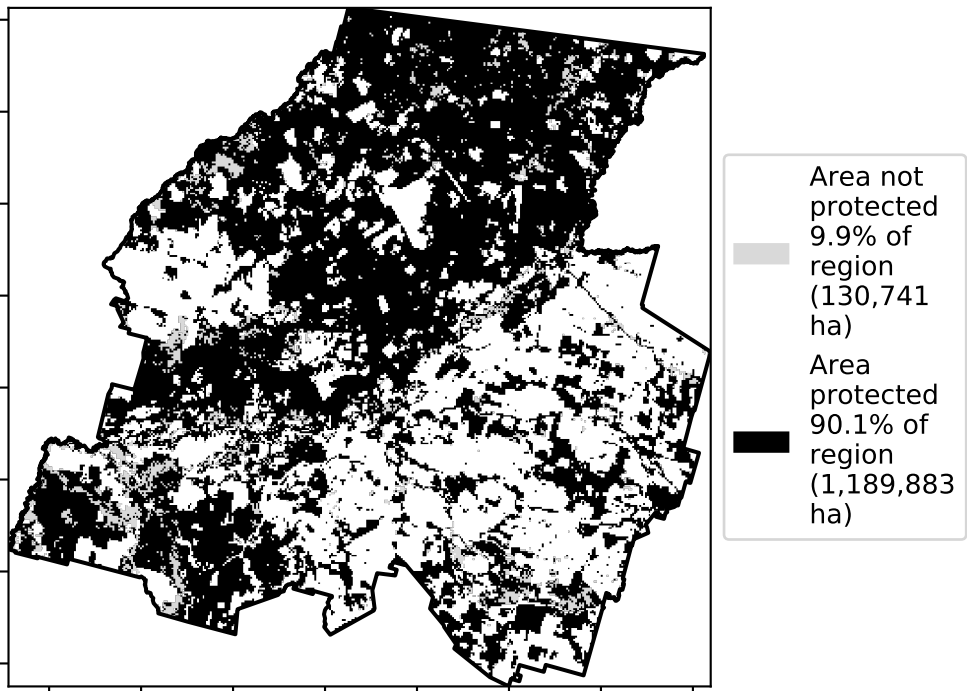 Area not
protected
9.9% of
region
(130,741
ha)
Area
protected
90.1% of
region
(1,189,883
ha)